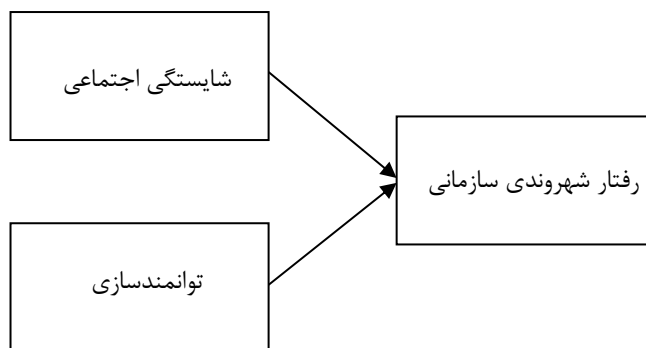 شایستگی اجتماعی
رفتار شهروندی سازمانی
توانمندسازی